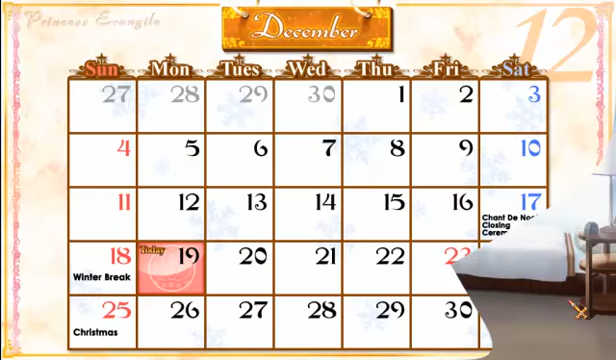 Princess Evangile
December
12
Sun Mon Tues Wed Thu Fri Sat
27 28 29 30 1 2 3
4 5 6 7 8 9 10
11 12 13 14 15 16 17
Chant De Noel
Closing
18 Today 19 20 21 22 23
Winter Break
25 26 27 28 29 30
Christmas